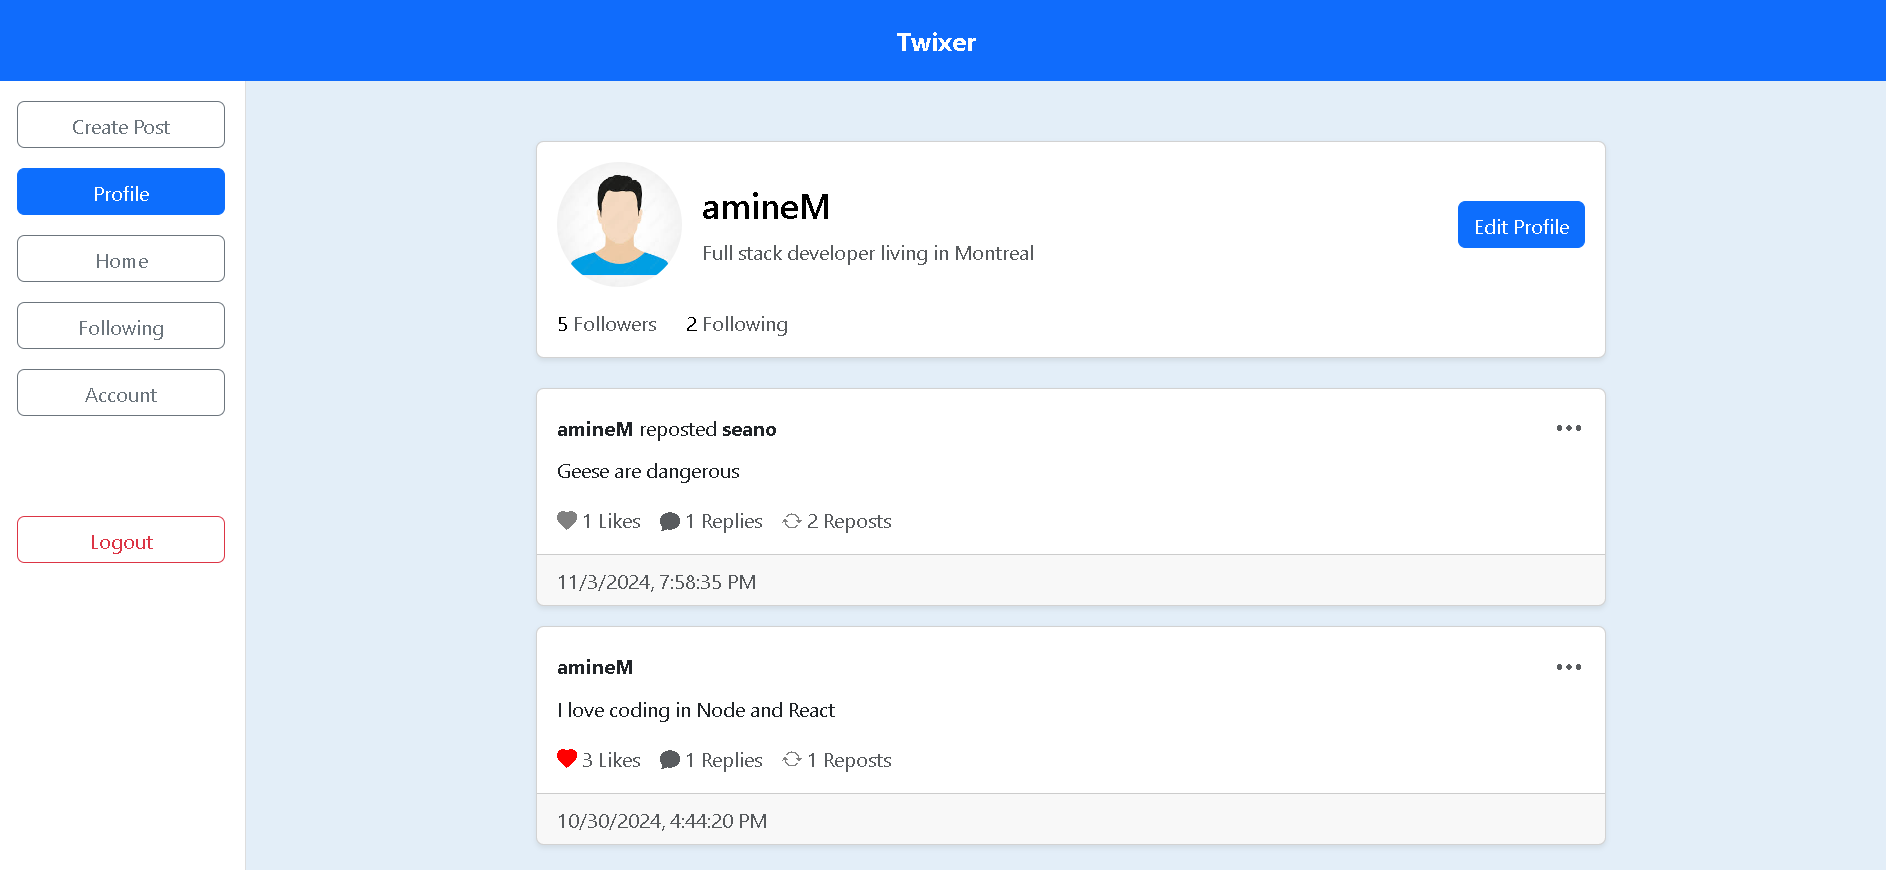 Twixer
Create Post
Profile
Home
Following
Account
Logout
amineM
Full stack developer living in Montreal
Edit Profile
5 Followers 2 Following
amineM reposted seano
Geese are dangerous
1 Likes 1 Replies 2 Reposts
11/3/2024, 7:58:35 PM
amineM
I love coding in Node and React
3 Likes 1 Replies 1 Reposts
10/30/2024, 4:44:20 PM